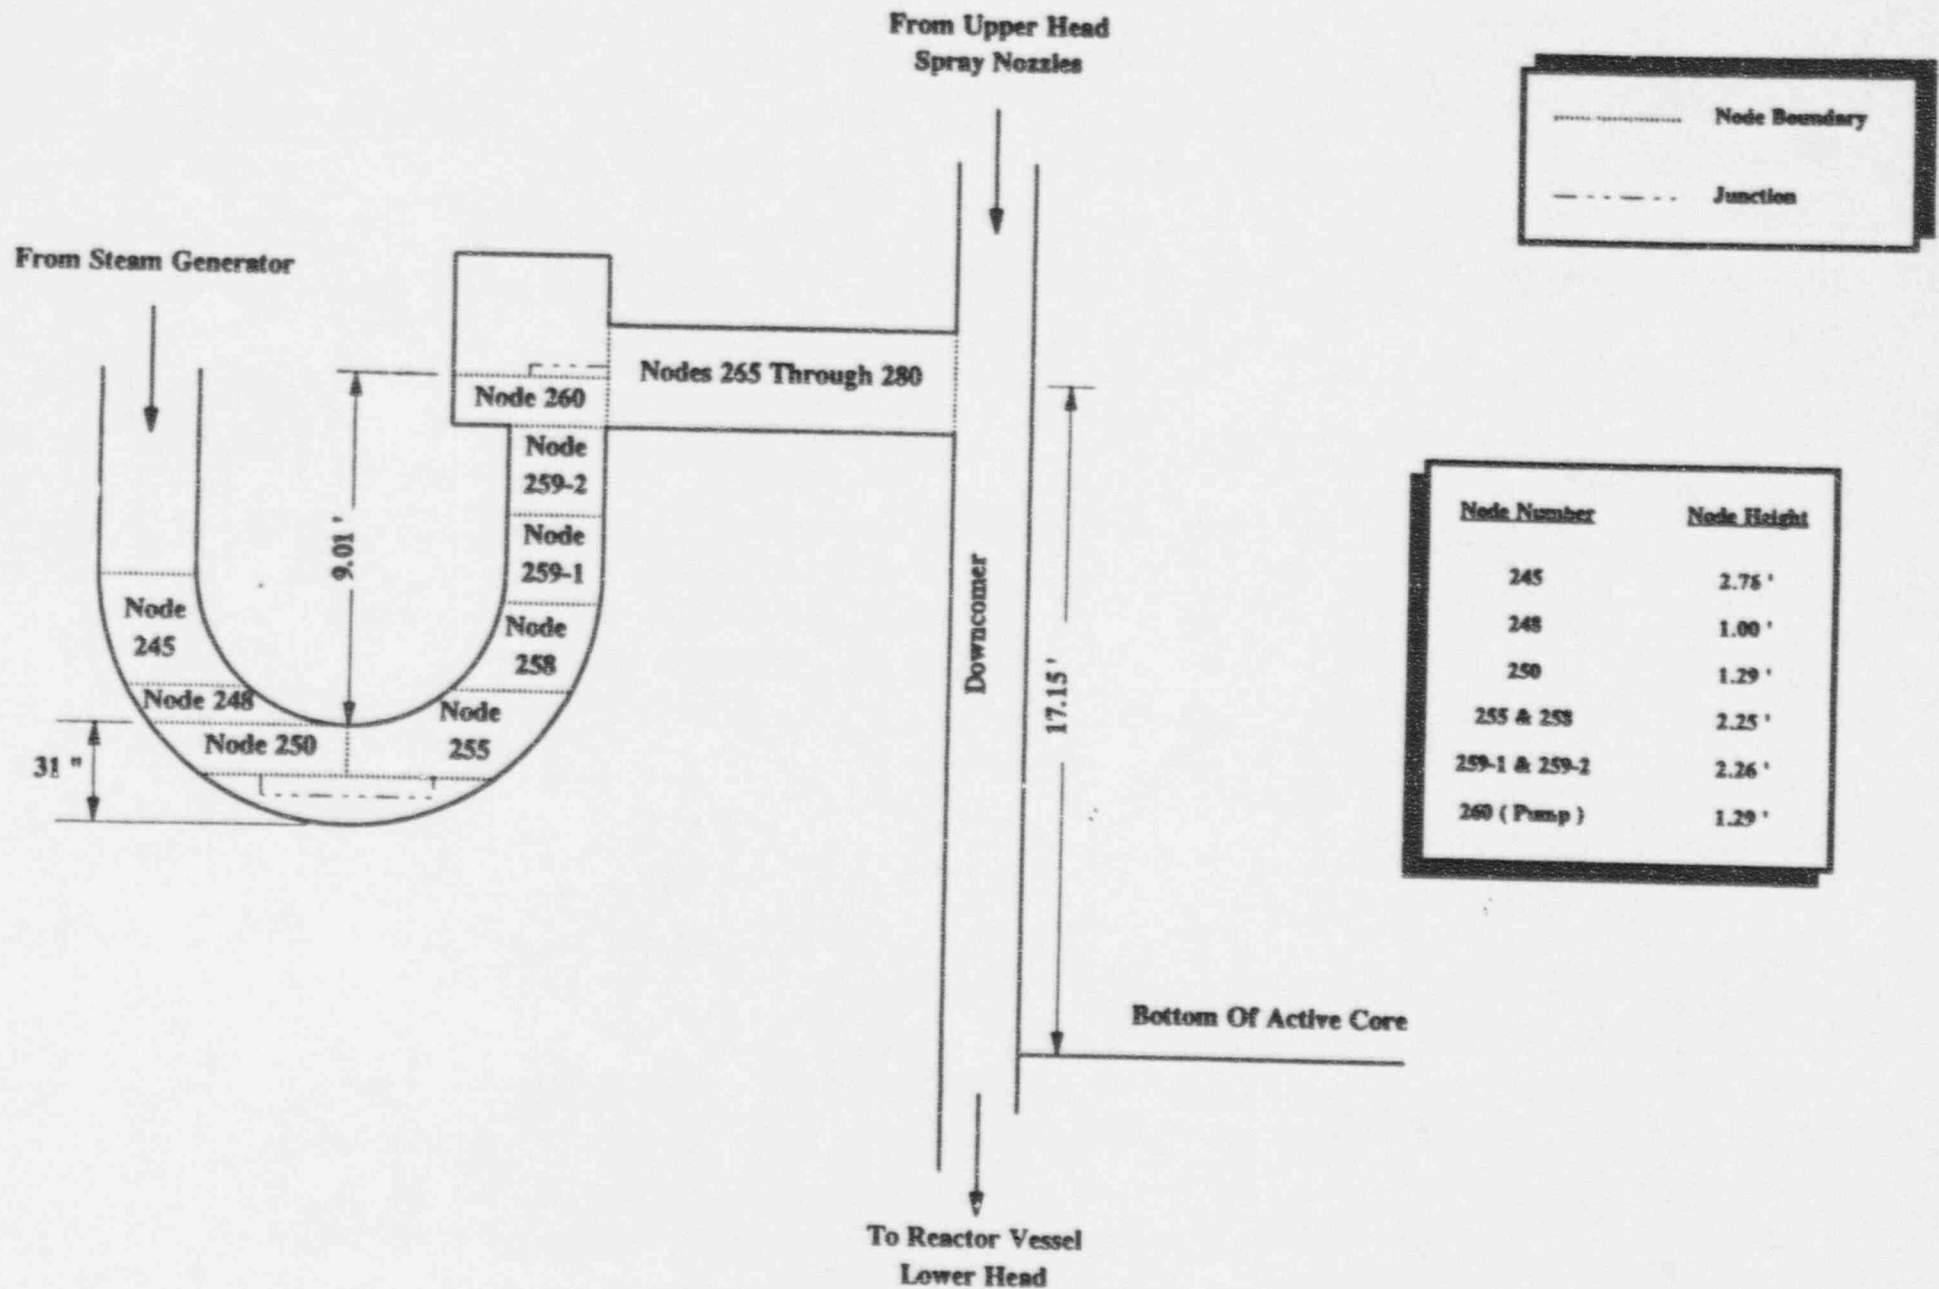 From Upper Head
Spray Nozzles
Node Boundary
Junction
From Steam Generator
Nodes 265 Through 280
Node 260
Node
259-2
Node
259-1
9.01 '
Node
245
Node
258
Node 248
Node
255
Node 250
31 "
Downcomer
17.15 '
Node Number Node Height
245 2.76 '
248 1.00 '
250 1.29 '
255 & 258 2.25 '
259-1 & 259-2 2.26 '
260 ( Pump ) 1.29 '
Bottom Of Active Core
To Reactor Vessel
Lower Head